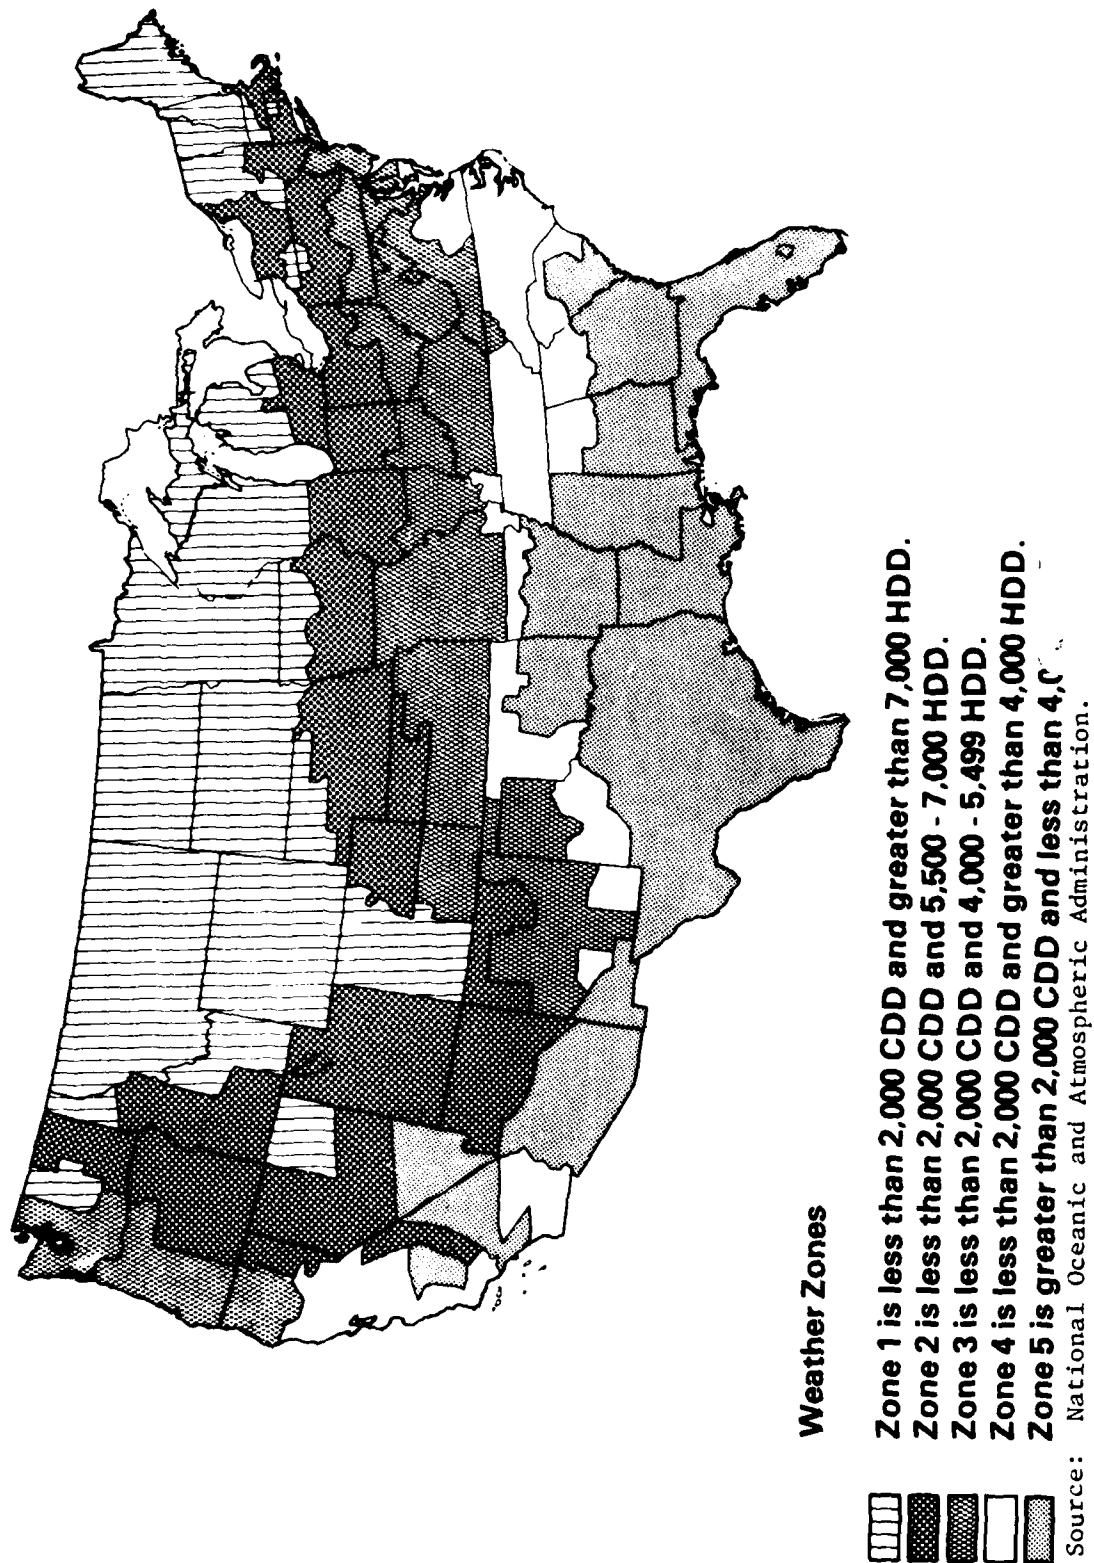 Weather Zones
Zone 1 is less than 2,000 CDD and greater than 7,000 HDD.
Zone 2 is less than 2,000 CDD and 5,500 - 7,000 HDD.
Zone 3 is less than 2,000 CDD and 4,000 - 5,499 HDD.
Zone 4 is less than 2,000 CDD and greater than 4,000 HDD.
Zone 5 is greater than 2,000 CDD and less than
Source: National Oceanic and Atmospheric Administration.